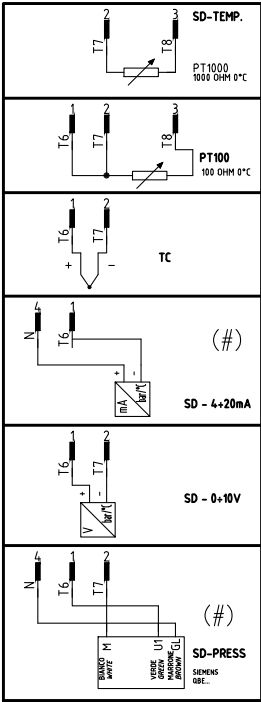 2 3 SD-TEMP.
T7 T8
PT1000
1000 OHM 0°C
1 2 3
T6 T7 T8
PT100
100 OHM 0°C
1 2
T6 T7
+ -
TC
4 1
N T6
(#)
+ -
mA bar/°C
SD - 4÷20mA
1 2
T6 T7
+ -
V bar/°C
SD - 0÷10V
4 1 2
N T6 T7
(#)
M U1 GL
SD-PRESS
BIANCO VERDE MARRONE
WHITE GREEN BROWN
SIEMENS
QBE...